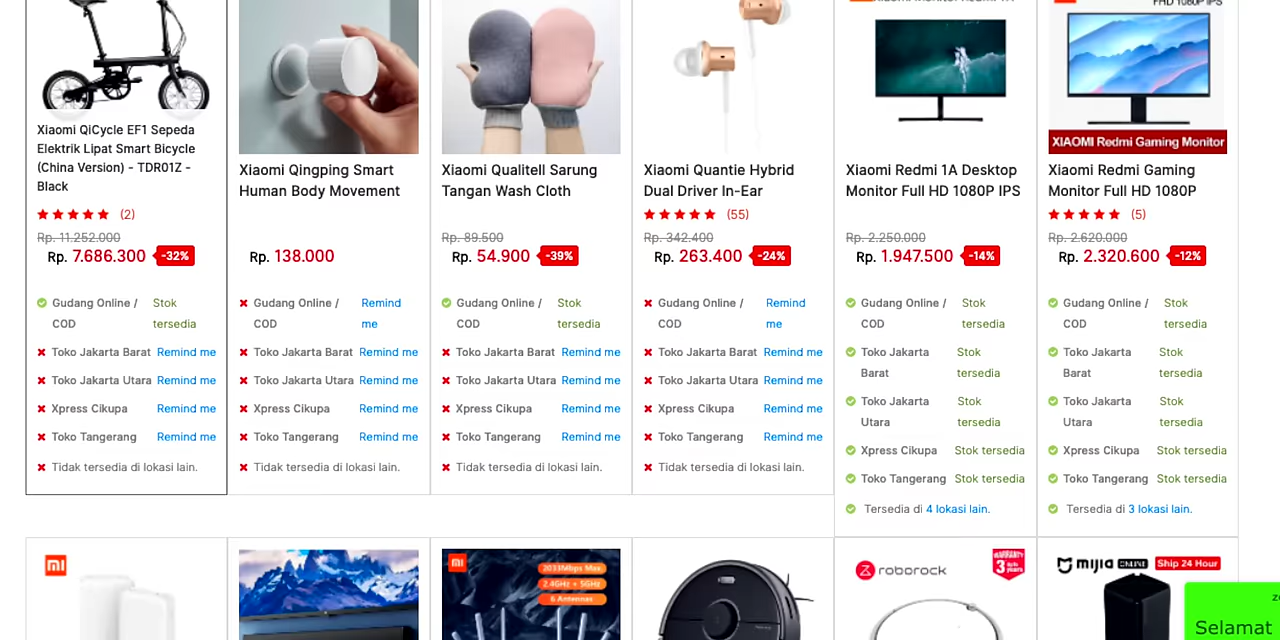 FHD 1080P IPS
XIAOMI Redmi Gaming Monitor
Xiaomi QiCycle EF1 Sepeda
Elektrik Lipat Smart Bicycle
(China Version) - TDR01Z -
Black
(2)
Rp. 11.252.000
Rp. 7.686.300 -32%
Gudang Online / Stok
COD tersedia
Toko Jakarta Barat Remind me
Toko Jakarta Utara Remind me
Xpress Cikupa Remind me
Toko Tangerang Remind me
Tidak tersedia di lokasi lain.
Xiaomi Qingping Smart
Human Body Movement
Rp. 138.000
Gudang Online / Remind
COD me
Toko Jakarta Barat Remind me
Toko Jakarta Utara Remind me
Xpress Cikupa Remind me
Toko Tangerang Remind me
Tidak tersedia di lokasi lain.
Xiaomi Qualitell Sarung
Tangan Wash Cloth
Rp. 89.500
Rp. 54.900 -39%
Gudang Online / Stok
COD tersedia
Toko Jakarta Barat Remind me
Toko Jakarta Utara Remind me
Xpress Cikupa Remind me
Toko Tangerang Remind me
Tidak tersedia di lokasi lain.
Xiaomi Quantie Hybrid
Dual Driver In-Ear
(55)
Rp. 342.400
Rp. 263.400 -24%
Gudang Online / Remind
COD me
Toko Jakarta Barat Remind me
Toko Jakarta Utara Remind me
Xpress Cikupa Remind me
Toko Tangerang Remind me
Tidak tersedia di lokasi lain.
Xiaomi Redmi 1A Desktop
Monitor Full HD 1080P IPS
Rp. 2.250.000
Rp. 1.947.500 -14%
Gudang Online / Stok
COD tersedia
Toko Jakarta Stok
Barat tersedia
Toko Jakarta Stok
Utara tersedia
Xpress Cikupa Stok tersedia
Toko Tangerang Stok tersedia
Tersedia di 4 lokasi lain.
Xiaomi Redmi Gaming
Monitor Full HD 1080P
(5)
Rp. 2.620.000
Rp. 2.320.600 -12%
Gudang Online / Stok
COD tersedia
Toko Jakarta Stok
Barat tersedia
Toko Jakarta Stok
Utara tersedia
Xpress Cikupa Stok tersedia
Toko Tangerang Stok tersedia
Tersedia di 3 lokasi lain.
mi
mi
2033Mbps Max
2.4GHz + 5GHz
6 Antennas
roborock
WARRANTY
3 years
mijia ONLINE Ship 24 Hour
Selamat